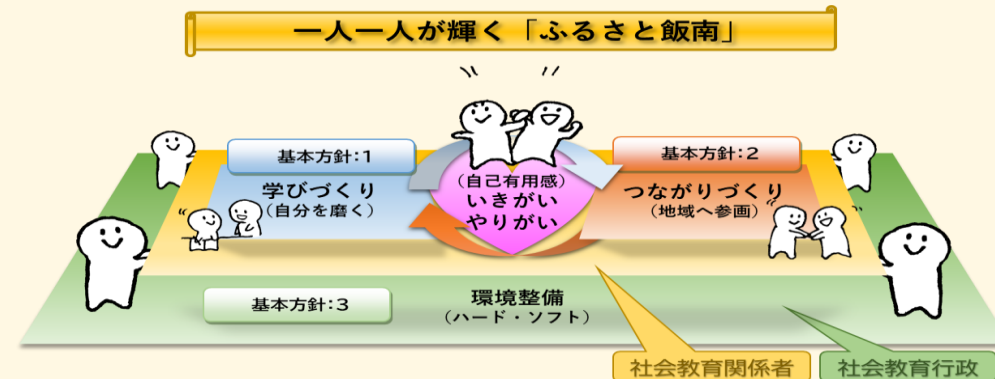 一人一人が輝く「ふるさと飯南」
基本方針:1
学びづくり
(自分を磨く)
(自己有用感)
いきがい
やりがい
基本方針:2
つながりづくり
(地域へ参画)
基本方針:3
環境整備
(ハード・ソフト)
社会教育関係者
社会教育行政